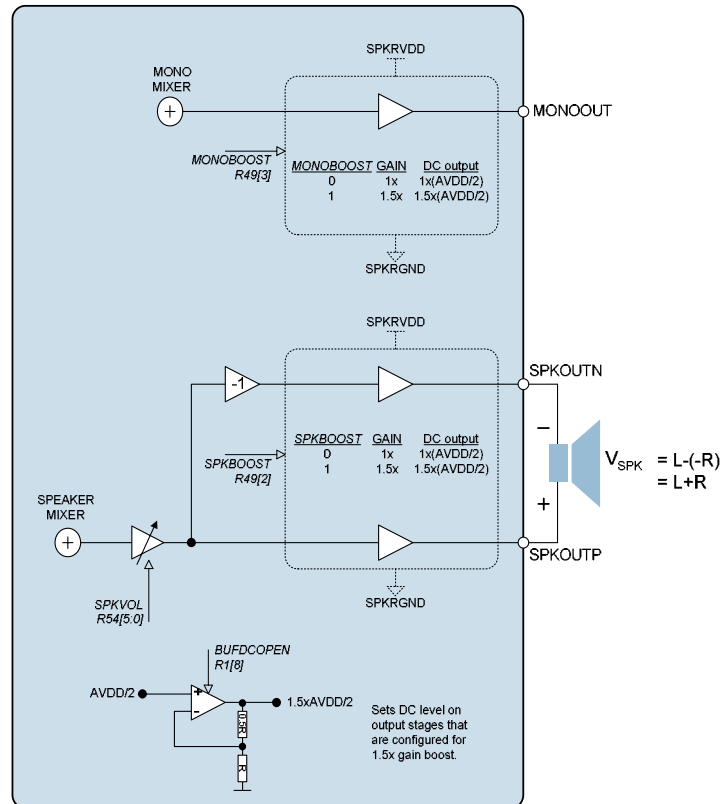 SPKRVDD
MONO
MIXER
+
MONOOUT
MONOBOOST
R49[3]
MONOBOOST GAIN DC output
0 1x 1x(AVDD/2)
1 1.5x 1.5x(AVDD/2)
SPKRGND
SPKRVDD
SPKOUTN
-1
SPKBOOST
R49[2]
SPKBOOST GAIN DC output
0 1x 1x(AVDD/2)
1 1.5x 1.5x(AVDD/2)
−
+
VSPK = L-(-R)
= L+R
SPEAKER
MIXER
+
SPKOUTP
SPKRGND
SPKVOL
R54[5:0]
BUFDCOPEN
R1[8]
AVDD/2
+
-
1.5xAVDD/2
0.5R
R
Sets DC level on
output stages that
are configured for
1.5x gain boost.